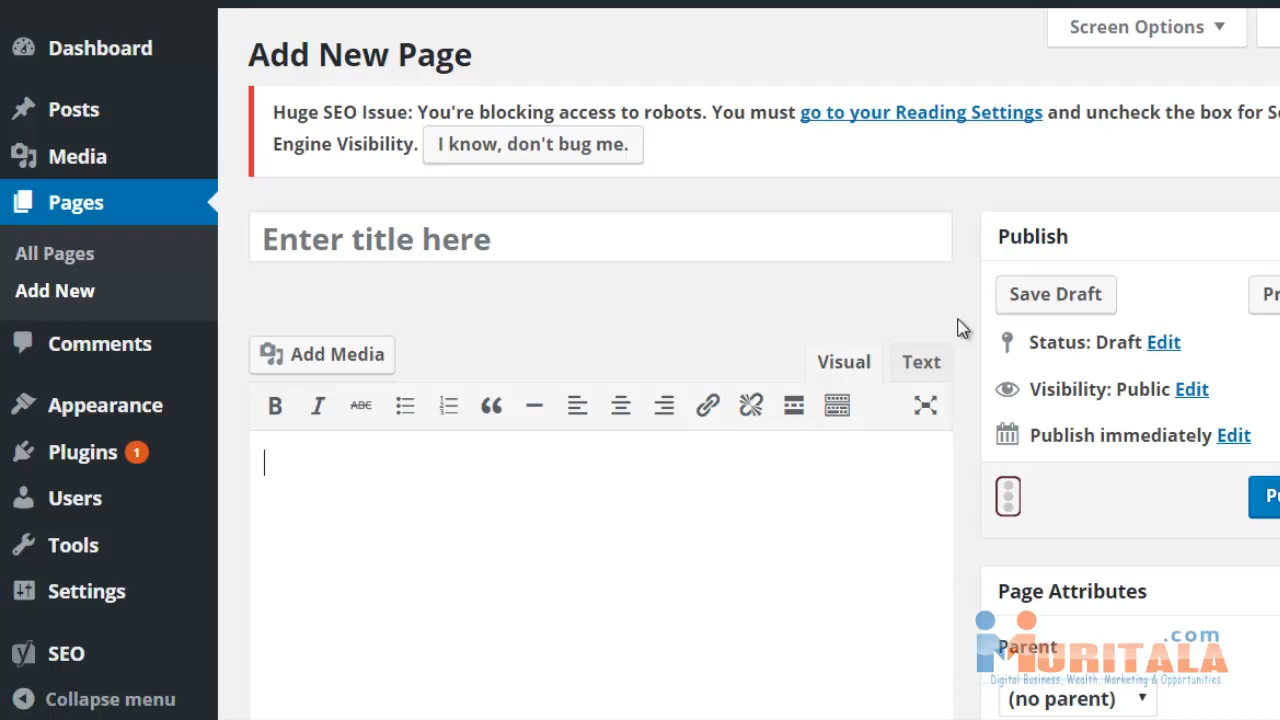 Dashboard
Posts
Media
Pages
All Pages
Add New
Comments
Appearance
Plugins 1
Users
Tools
Settings
SEO
Collapse menu
Screen Options
Add New Page
Huge SEO Issue: You're blocking access to robots. You must go to your Reading Settings and uncheck the box for
Engine Visibility. I know, don't bug me.
Enter title here
Add Media
Visual Text
B I ABC
Publish
Save Draft
Status: Draft Edit
Visibility: Public Edit
Publish immediately Edit
Page Attributes
Parent
(no parent)
.com
MURITALA
...Digital Business, Wealth, Marketing & Opportunities